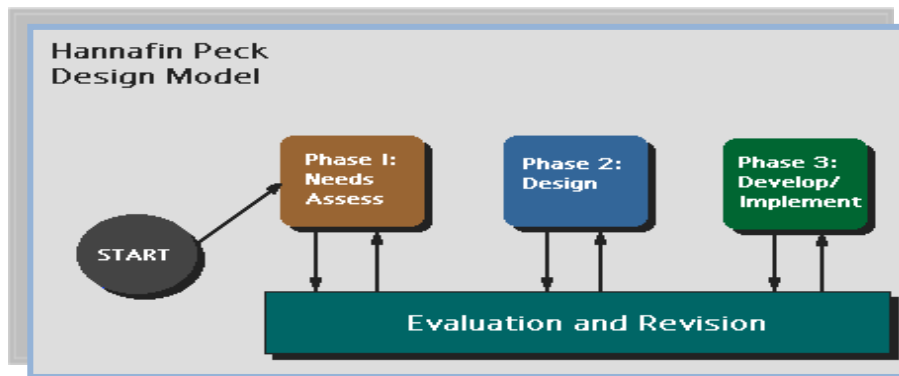 Hannafin Peck
Design Model
Phase 1:
Needs
Assess
Phase 2:
Design
Phase 3:
Develop/
Implement
START
Evaluation and Revision